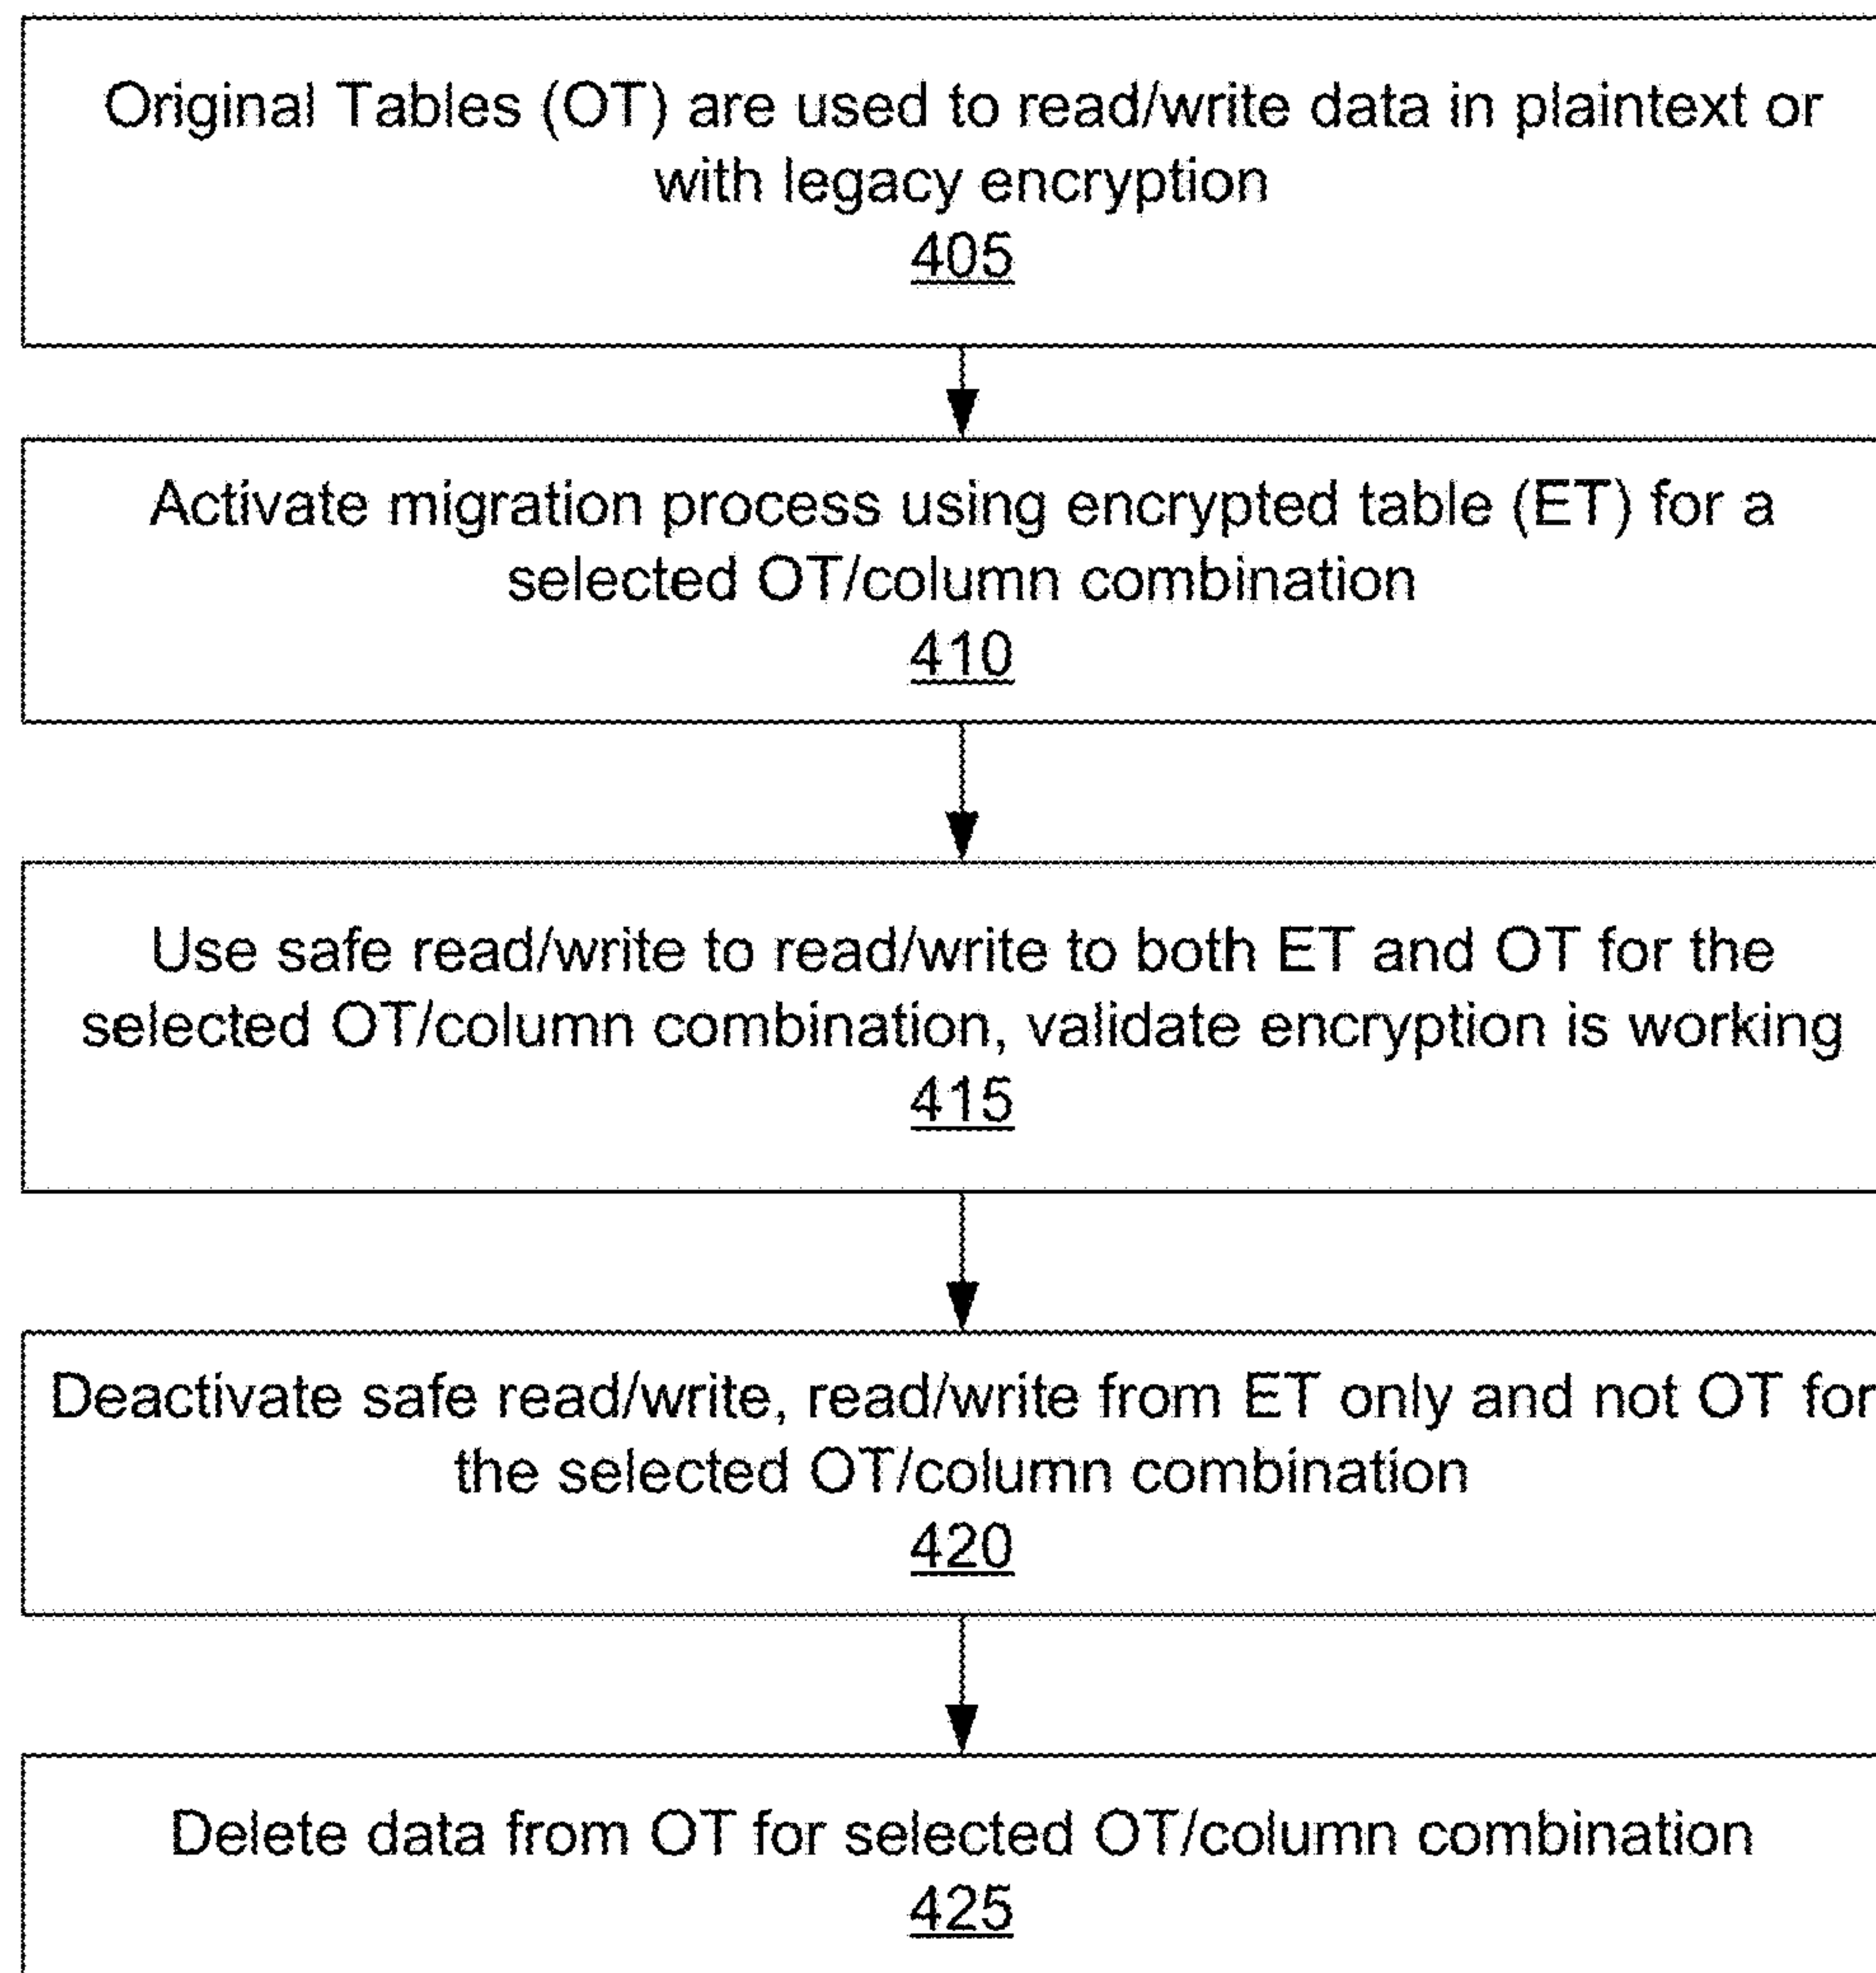 Original Tables (OT) are used to read/write data in plaintext or
with legacy encryption
405
Activate migration process using encrypted table (ET) for a
selected OT/column combination
410
Use safe read/write to read/write to both ET and OT for the
selected OT/column combination, validate encryption is working
415
Deactivate safe read/write, read/write from ET only and not OT for
the selected OT/column combination
420
Delete data from OT for selected OT/column combination
425